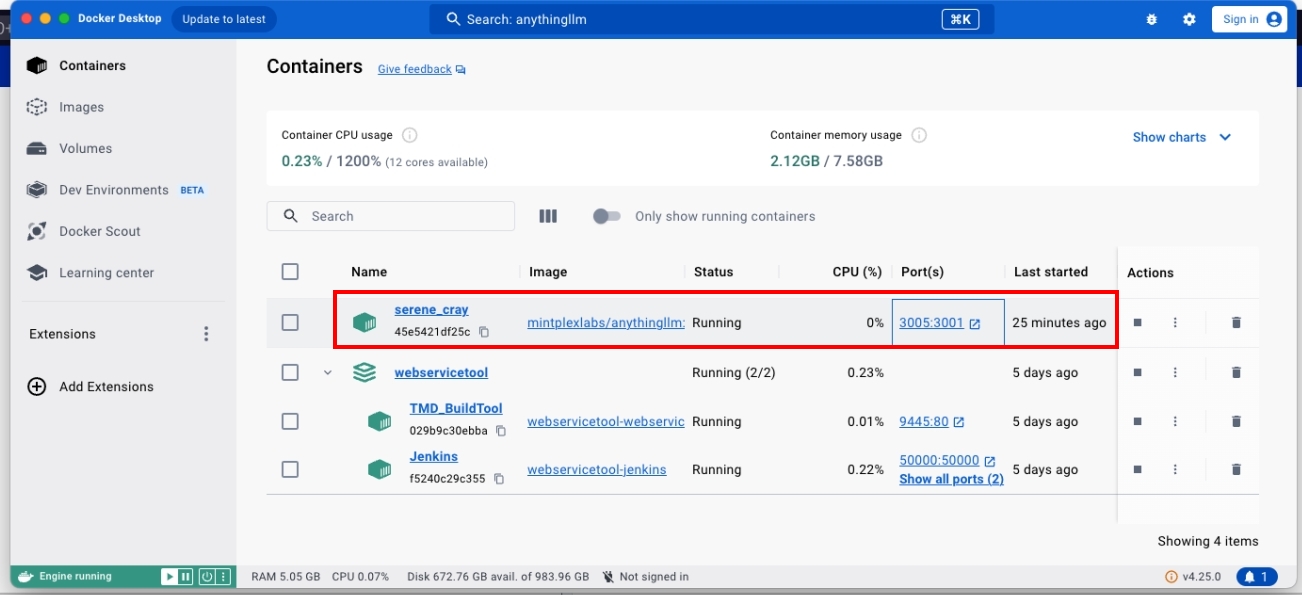 Docker Desktop
Update to latest
Search: anythingllm
⌘K
Sign in
Containers
Images
Volumes
Dev Environments BETA
Docker Scout
Learning center
Extensions
Add Extensions
Containers
Give feedback
Container CPU usage
0.23% / 1200% (12 cores available)
Container memory usage
2.12GB / 7.58GB
Show charts
Search
Only show running containers
Name Image Status CPU (%) Port(s) Last started Actions
serene_cray
45e5421df25c
mintplexlabs/anythingllm: Running 0% 3005:3001 25 minutes ago
webservicetool Running (2/2) 0.23% 5 days ago
TMD_BuildTool
029b9c30ebba
webservicetool-webservic Running 0.01% 9445:80 5 days ago
Jenkins
f5240c29c355
webservicetool-jenkins Running 0.22% 50000:50000 5 days ago
Show all ports (2)
Showing 4 items
Engine running
RAM 5.05 GB CPU 0.07% Disk 672.76 GB avail. of 983.96 GB Not signed in
v4.25.0
1